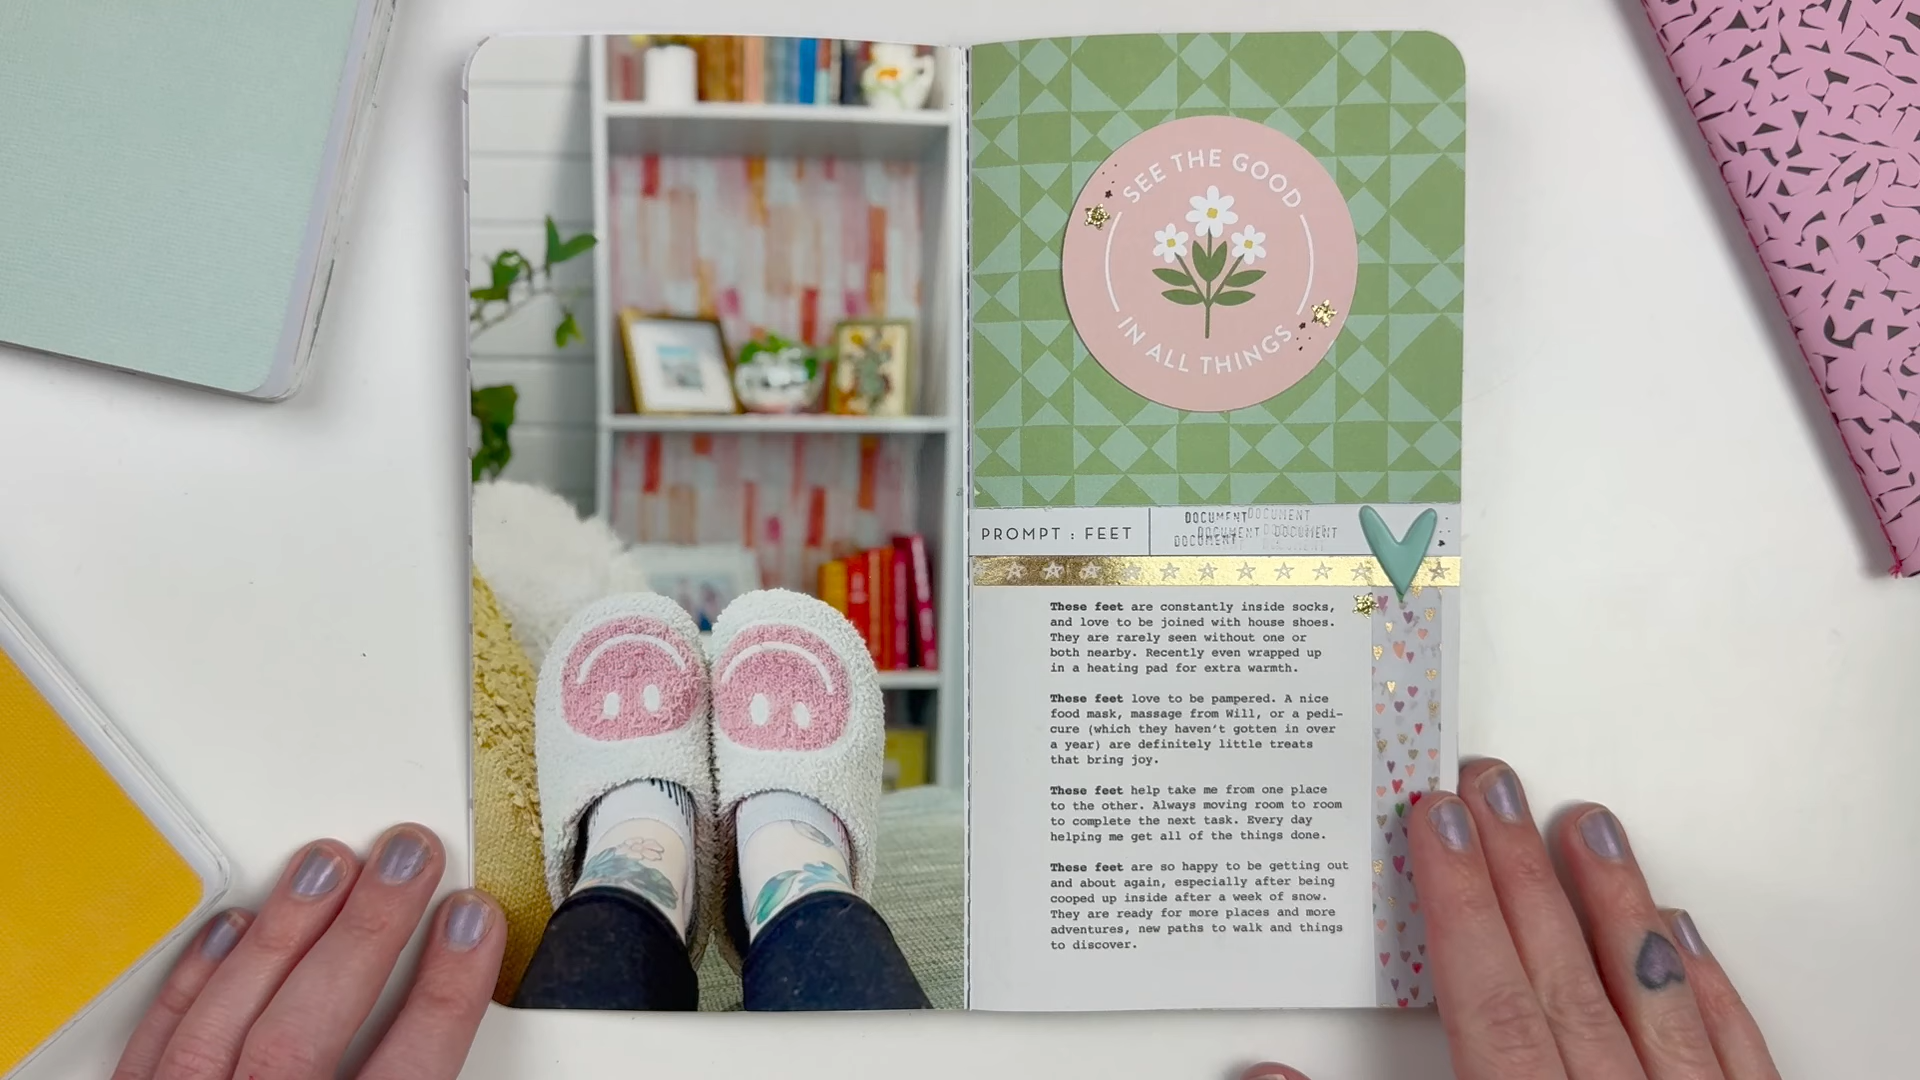 SEE THE GOOD
IN ALL THINGS
PROMPT : FEET
DOCUMENT DOCUMENT
DOCUMENT DOCUMENT
DOCUMENT DOCUMENT
These feet are constantly inside socks,
and love to be joined with house shoes.
They are rarely seen without one or
both nearby. Recently even wrapped up
in a heating pad for extra warmth.
These feet love to be pampered. A nice
food mask, massage from Will, or a pedi-
cure (which they haven't gotten in over
a year) are definitely little treats
that bring joy.
These feet help take me from one place
to the other. Always moving room to room
to complete the next task. Every day
helping me get all of the things done.
These feet are so happy to be getting out
and about again, especially after being
cooped up inside after a week of snow.
They are ready for more places and more
adventures, new paths to walk and things
to discover.